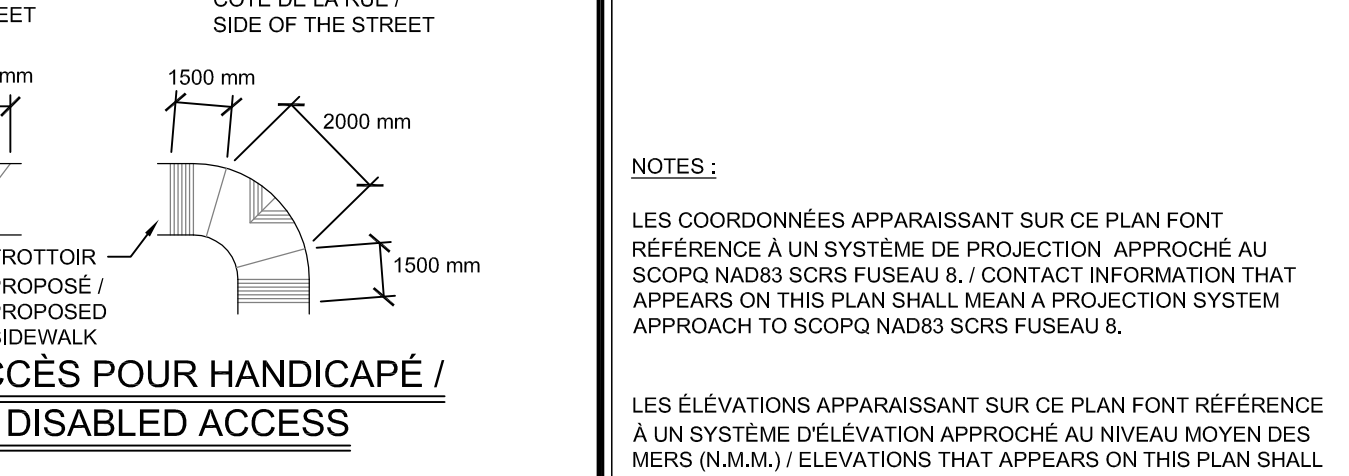 CÔTÉ DE LA RUE /
SIDE OF THE STREET
mm
1500 mm
2000 mm
1500 mm
PROPOSED
DISABLED ACCESS
POUR HANDICAPÉ /
NOTES :
LES COORDONNÉES APPARAISSANT SUR CE PLAN FONT
RÉFÉRENCE À UN SYSTÈME DE PROJECTION APPROCHÉ AU
SCOPQ NAD83 SCRS FUSEAU 8. / CONTACT INFORMATION THAT
APPEARS ON THIS PLAN SHALL MEAN A PROJECTION SYSTEM
APPROACH TO SCOPQ NAD83 SCRS FUSEAU 8.
LES ÉLÉVATIONS APPARAISSANT SUR CE PLAN FONT RÉFÉRENCE
À UN SYSTÈME D'ÉLÉVATION APPROCHÉ AU NIVEAU MOYEN DES
MERS (N.M.M.) / ELEVATIONS THAT APPEARS ON THIS PLAN SHALL